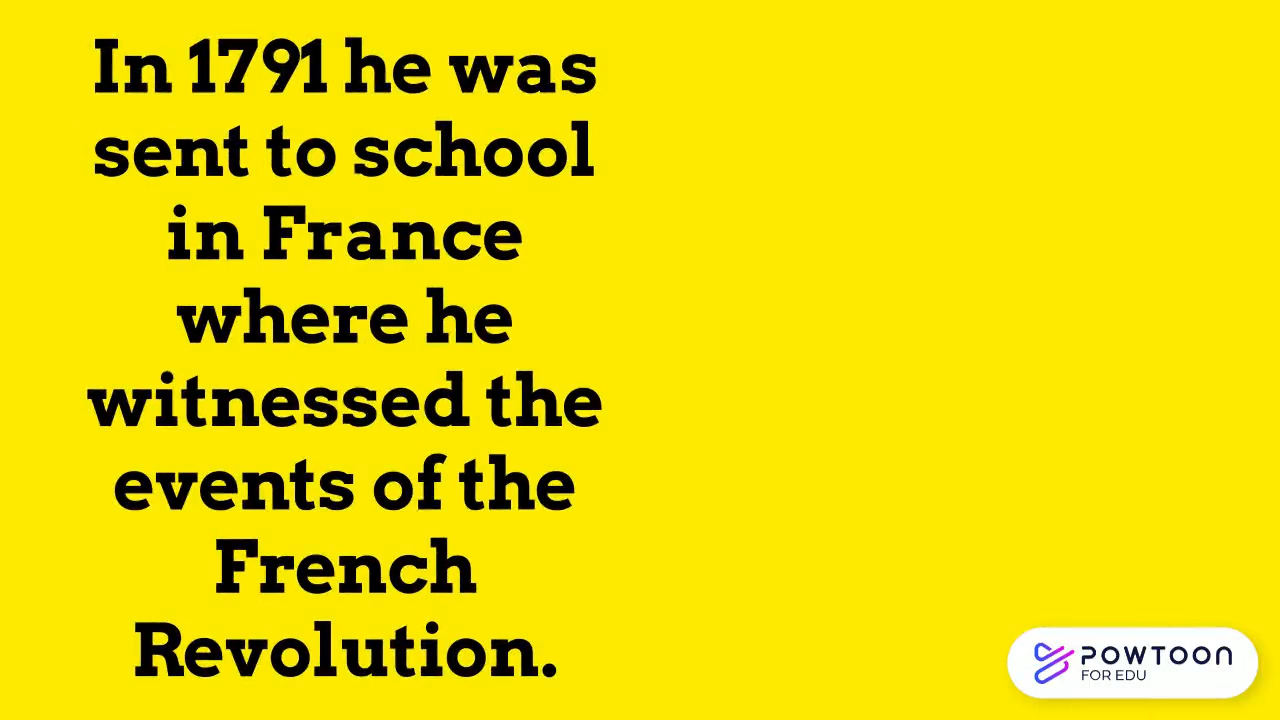 In 1791 he was
sent to school
in France
where he
witnessed the
events of the
French
Revolution.
POWTOON
FOR EDU